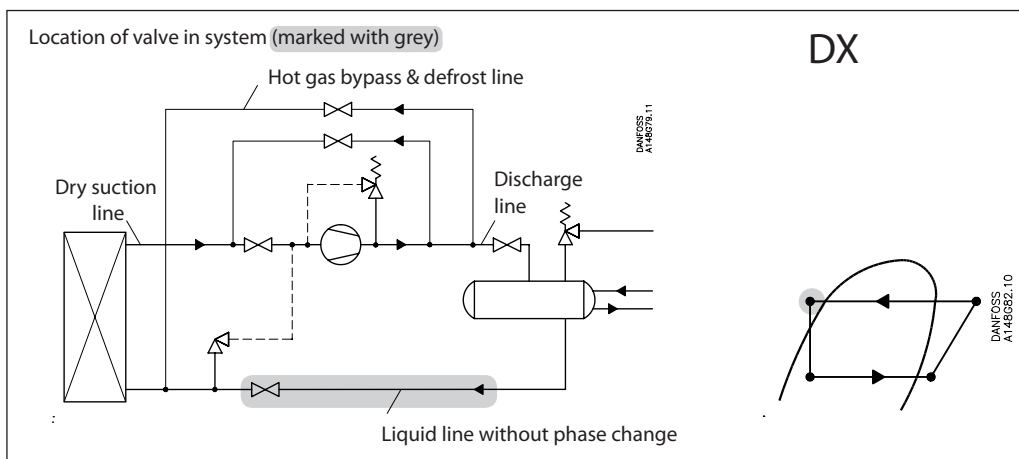 Location of valve in system (marked with grey)
DX
Hot gas bypass & defrost line
DANFOSS
A148G79.11
Dry suction
line
Discharge
line
DANFOSS
A148G82.10
:
Liquid line without phase change
.